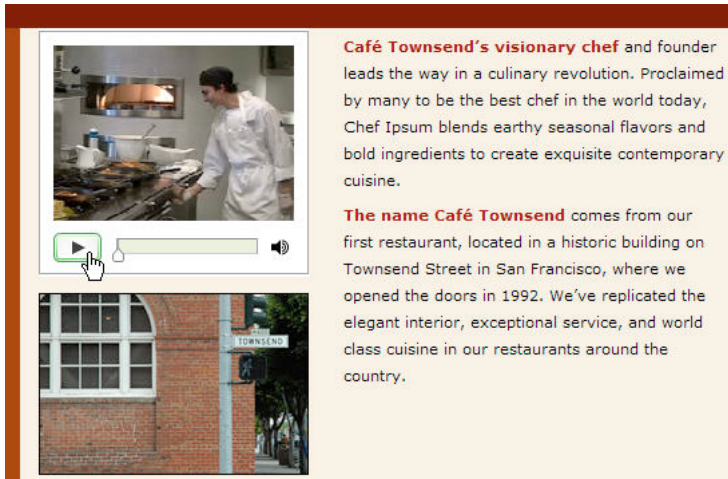 Café Townsend's visionary chef and founder
leads the way in a culinary revolution. Proclaimed
by many to be the best chef in the world today,
Chef Ipsum blends earthy seasonal flavors and
bold ingredients to create exquisite contemporary
cuisine.
The name Café Townsend comes from our
first restaurant, located in a historic building on
Townsend Street in San Francisco, where we
opened the doors in 1992. We've replicated the
elegant interior, exceptional service, and world
class cuisine in our restaurants around the
country.
TOWNSEND